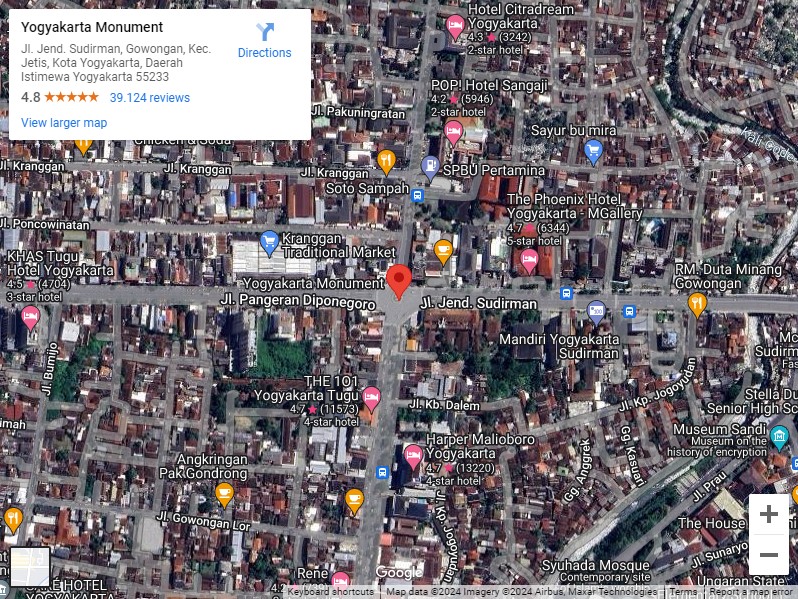 Yogyakarta Monument
Jl. Jend. Sudirman, Gowongan, Kec.
Jetis, Kota Yogyakarta, Daerah
Istimewa Yogyakarta 55233
4.8
39.124 reviews
View larger map
Directions
Hotel Citradream
Yogyakarta
4.3 ★ (3242)
2-star hotel
POP! Hotel Sangaji
4.2 ★ (5946)
2-star hotel
Jl. Pakuningratan
Sayur bu mira
Kali Code
Chicken & Soda
Jl. Kranggan
Jl. Kranggan
Jl. Kranggan
SPBU Pertamina
Soto Sampah
The Phoenix Hotel
Yogyakarta - MGallery
4.7 ★ (6344)
5-star hotel
Jl. Poncowinatan
Kranggan
Traditional Market
KHAS Tugu
Hotel Yogyakarta
4.5 ★ (4704)
3-star hotel
Yogyakarta Monument
RM. Duta Minang
Gowongan
Jl. Pangeran Diponegoro
Jl. Jend. Sudirman
Mandiri Yogyakarta
Sudirman
Jl. Bumijo
THE 1O1
Yogyakarta Tugu
4.7 ★ (11573)
4-star hotel
Jl. Kb. Dalem
Jl. Kp. Jogoyudan
Senior High
Museum Sandi
Museum on the
history of encryption
Harper Malioboro
Yogyakarta
4.7 ★ (13220)
4-star hotel
Gg. Anggrek
Gg. Kasuari
Angkringan
Pak Gondrong
Jl. Prau
Jl. Gowongan Lor
Jl. Kp. Jogoyudan
The House
Jl. Sunaryo
Syuhada Mosque
Contemporary site
Ungaran State
Rene
HOTEL
YOGYAKARTA
Google
Keyboard shortcuts
Map data ©2024 Imagery ©2024 Airbus, Maxar Technologies
Terms
Report a map error